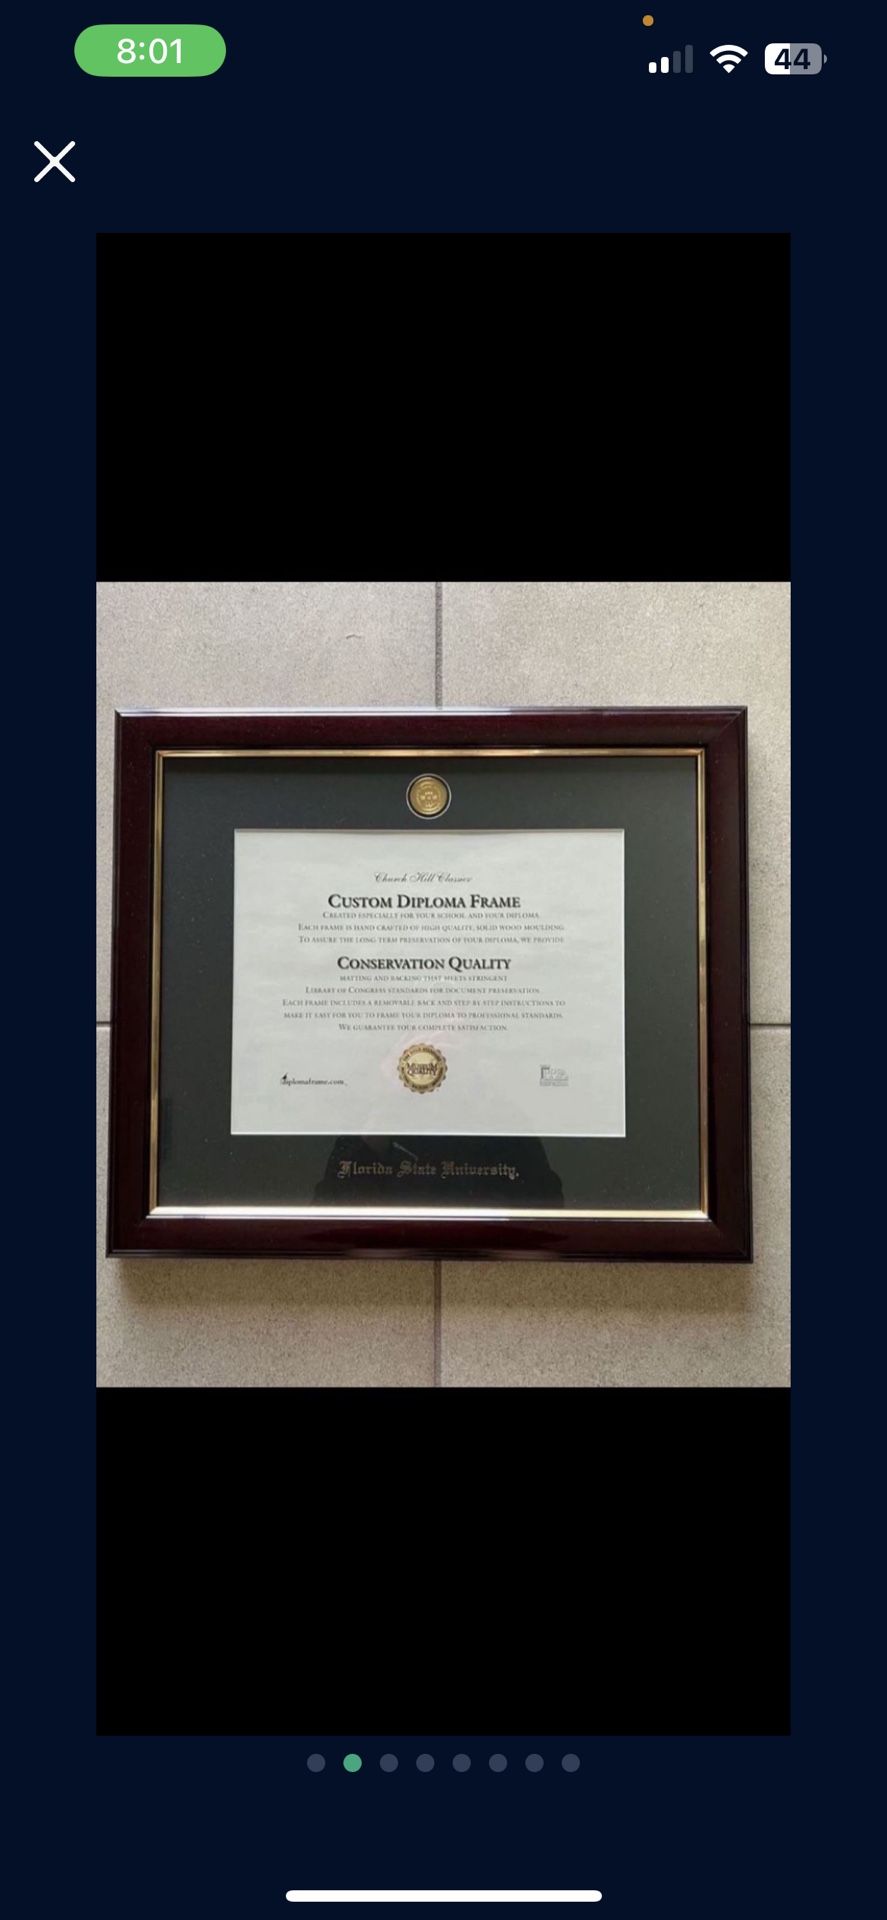 8:01
44
Church Hill Classics
CUSTOM DIPLOMA FRAME
CREATED ESPECIALLY FOR YOUR SCHOOL AND YOUR DIPLOMA.
EACH FRAME IS HAND CRAFTED OF HIGH QUALITY, SOLID WOOD MOULDING
TO ASSURE THE LONG TERM PRESERVATION OF YOUR DIPLOMA, WE PROVIDE
CONSERVATION QUALITY
MATTING AND BACKING THAT MEETS STRINGENT
LIBRARY OF CONGRESS STANDARDS FOR DOCUMENT PRESERVATION.
EACH FRAME INCLUDES A REMOVABLE BACK AND STEP BY STEP INSTRUCTIONS TO
MAKE IT EASY FOR YOU TO FRAME YOUR DIPLOMA TO PROFESSIONAL STANDARDS.
WE GUARANTEE YOUR COMPLETE SATISFACTION.
MUSEUM
QUALITY
diplomaframe.com
Florida State University.